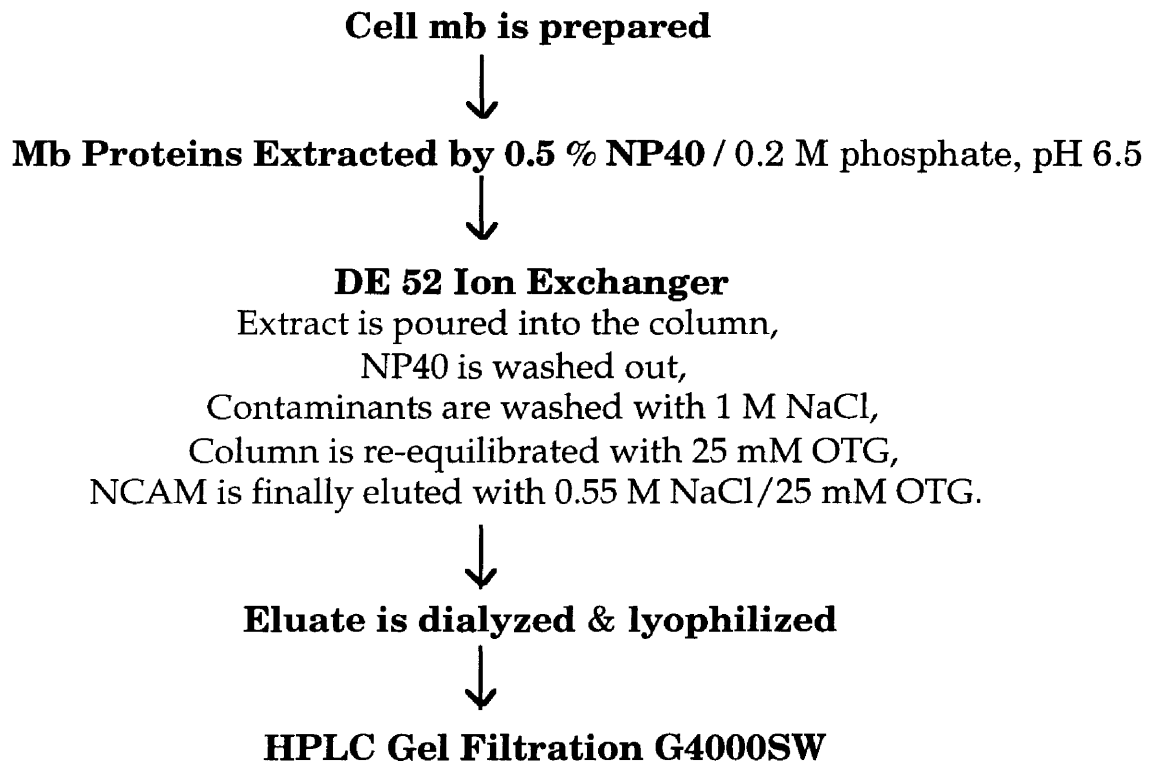 Cell mb is prepared
Mb Proteins Extracted by 0.5 % NP40 / 0.2 M phosphate, pH 6.5
DE 52 Ion Exchanger
Extract is poured into the column,
NP40 is washed out,
Contaminants are washed with 1 M NaCl,
Column is re-equilibrated with 25 mM OTG,
NCAM is finally eluted with 0.55 M NaCl/25 mM OTG.
Eluate is dialyzed & lyophilized
HPLC Gel Filtration G4000SW